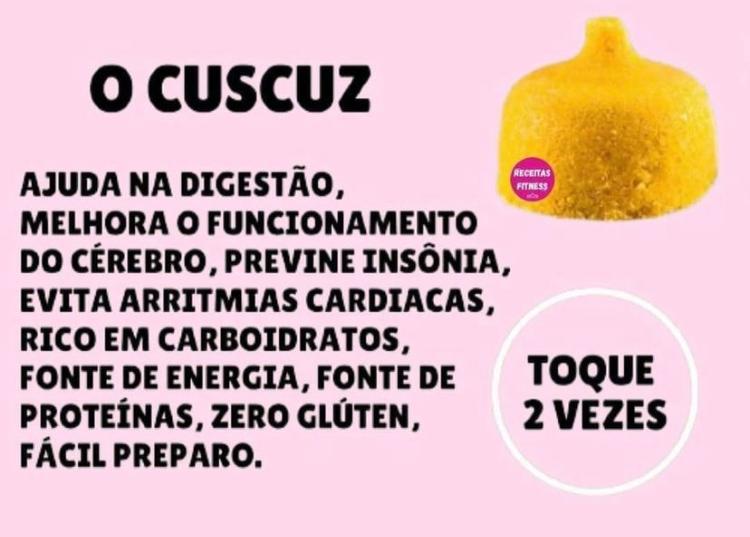 O CUSCUZ
AJUDA NA DIGESTÃO,
MELHORA O FUNCIONAMENTO
DO CÉREBRO, PREVINE INSÔNIA,
EVITA ARRITMIAS CARDIACAS,
RICO EM CARBOIDRATOS,
FONTE DE ENERGIA, FONTE DE
PROTEÍNAS, ZERO GLÚTEN,
FÁCIL PREPARO.
RECEITAS
FITNESS
TOQUE
2 VEZES